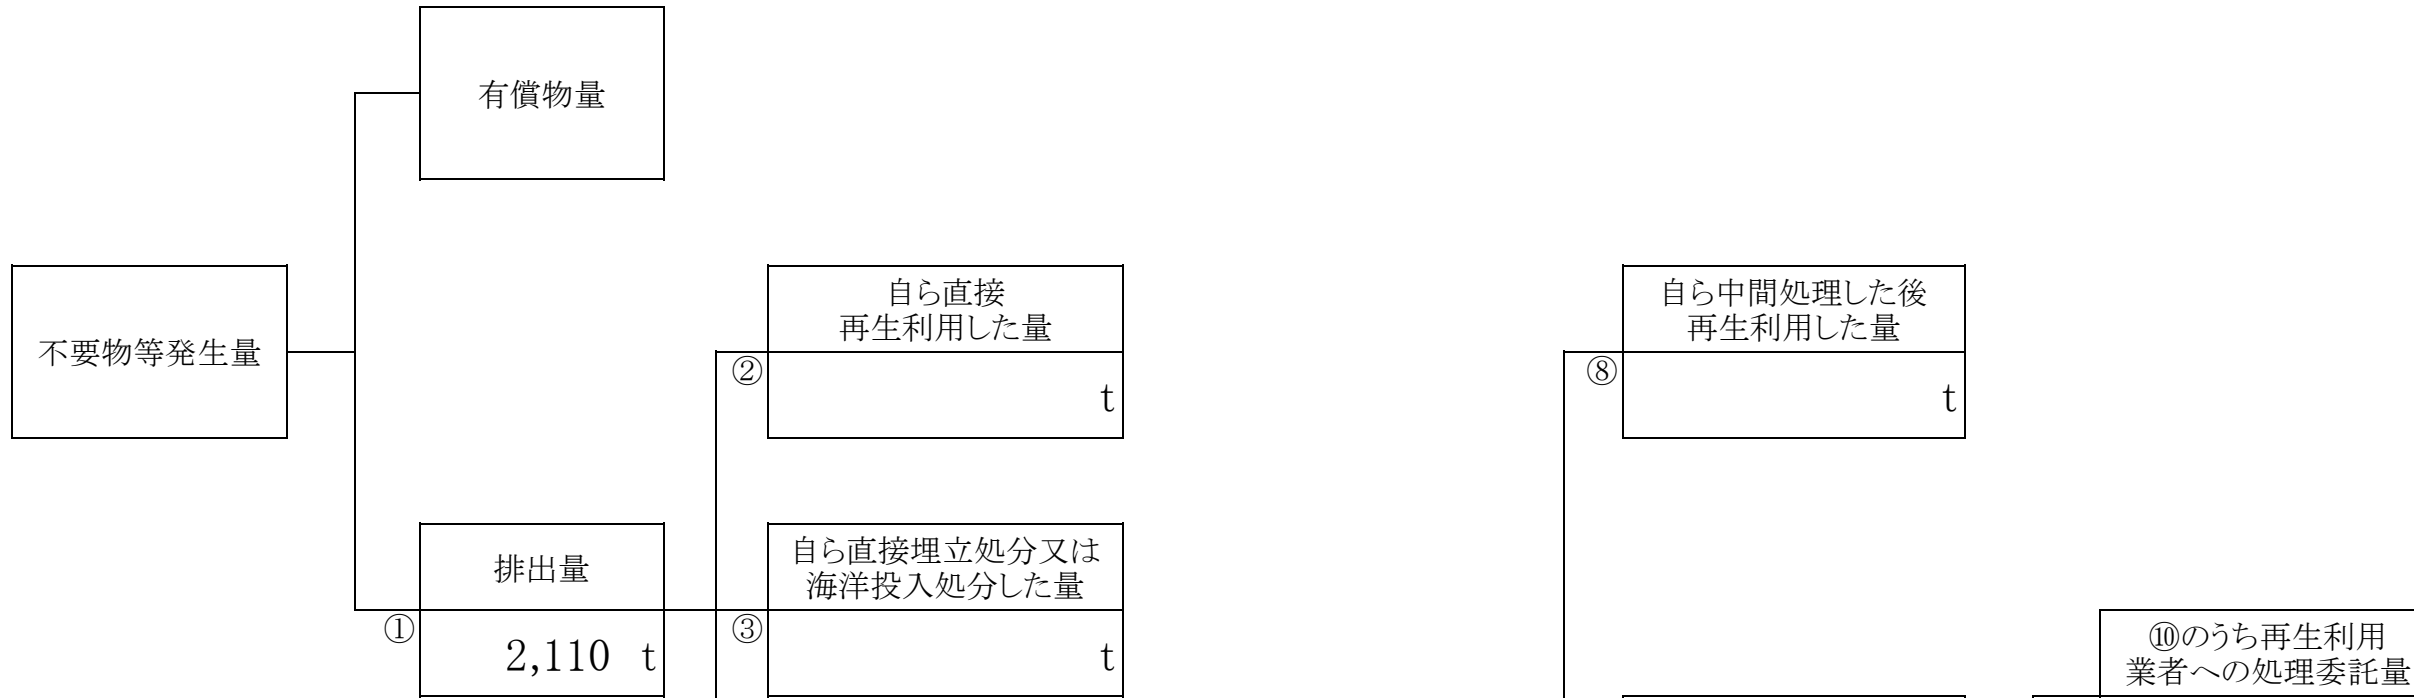 有償物量
不要物等発生量
自ら直接
再生利用した量
②
t
自ら中間処理した後
再生利用した量
⑧
t
排出量
①
2,110 t
自ら直接埋立処分又は
海洋投入処分した量
③
t
⑩のうち再生利用
業者への処理委託量